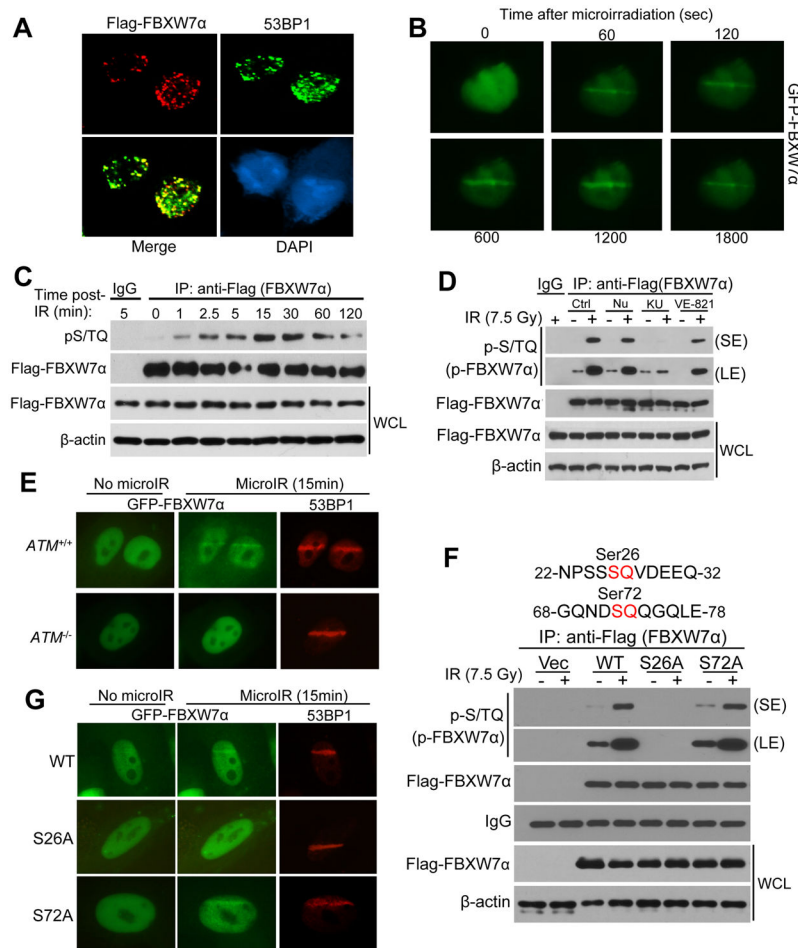 A
Flag-FBXW7α 53BP1
Merge DAPI
B
Time after microirradiation (sec)
0 60 120
GFP-FBXW7α
600 1200 1800
C
IgG IP: anti-Flag (FBXW7α)
Time post-
IR (min): 5 0 1 2.5 5 15 30 60 120
pS/TQ
Flag-FBXW7α
Flag-FBXW7α
β-actin
WCL
D
IgG IP: anti-Flag(FBXW7α)
Ctrl Nu KU VE-821
IR (7.5 Gy) + - + - + - + - +
p-S/TQ (SE)
(p-FBXW7α) (LE)
Flag-FBXW7α
Flag-FBXW7α
β-actin
WCL
E
No microIR MicroIR (15min)
GFP-FBXW7α 53BP1
ATM+/+
ATM-/-
F
Ser26
22-NPSSSQVDEEQ-32
Ser72
68-GQNDSQQGQLE-78
IP: anti-Flag (FBXW7α)
Vec WT S26A S72A
IR (7.5 Gy) - + - + - + - +
p-S/TQ (SE)
(p-FBXW7α) (LE)
Flag-FBXW7α
IgG
Flag-FBXW7α
β-actin
WCL
G
No microIR MicroIR (15min)
GFP-FBXW7α 53BP1
WT
S26A
S72A